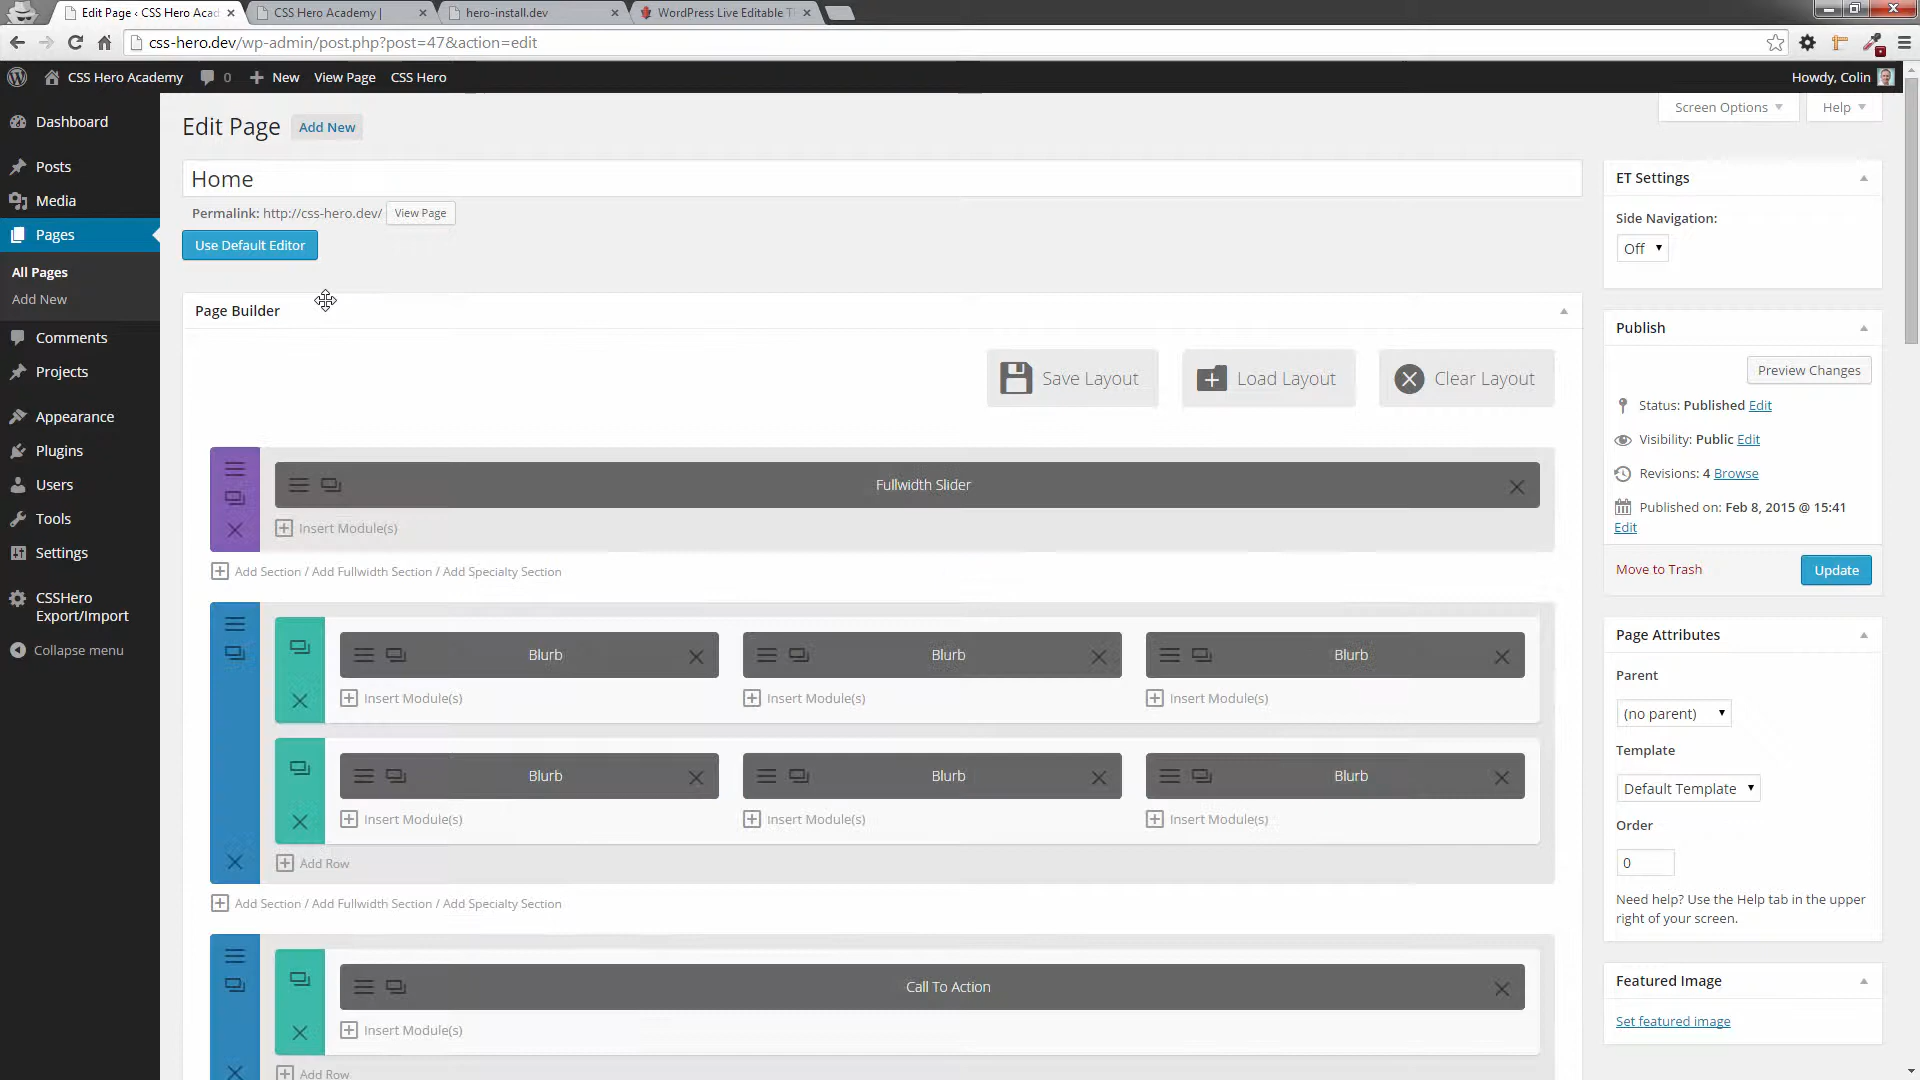 Edit Page ‹ CSS Hero Acad
CSS Hero Academy |
hero-install.dev
WordPress Live Editable T
css-hero.dev/wp-admin/post.php?post=47&action=edit
CSS Hero Academy 0 New View Page CSS Hero Howdy, Colin
Dashboard
Posts
Media
Pages
All Pages
Add New
Comments
Projects
Appearance
Plugins
Users
Tools
Settings
CSSHero
Export/Import
Collapse menu
Screen Options Help
Edit Page Add New
Home
Permalink: http://css-hero.dev/ View Page
Use Default Editor
Page Builder
Save Layout Load Layout Clear Layout
Fullwidth Slider
Insert Module(s)
Add Section / Add Fullwidth Section / Add Specialty Section
Blurb Blurb Blurb
Insert Module(s) Insert Module(s) Insert Module(s)
Blurb Blurb Blurb
Insert Module(s) Insert Module(s) Insert Module(s)
Add Row
Add Section / Add Fullwidth Section / Add Specialty Section
Call To Action
Insert Module(s)
Add Row
ET Settings
Side Navigation:
Off
Publish
Preview Changes
Status: Published Edit
Visibility: Public Edit
Revisions: 4 Browse
Published on: Feb 8, 2015 @ 15:41
Edit
Move to Trash Update
Page Attributes
Parent
(no parent)
Template
Default Template
Order
0
Need help? Use the Help tab in the upper
right of your screen.
Featured Image
Set featured image